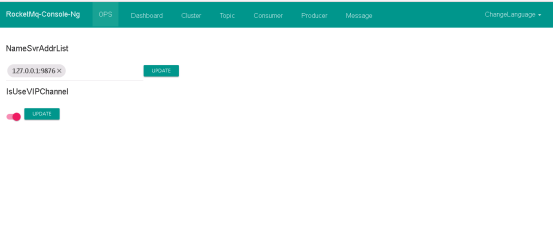 RocketMq-Console-Ng OPS Dashboard Cluster Topic Consumer Producer Message ChangeLanguage
NameSvrAddrList
127.0.0.1:9876 × UPDATE
IsUseVIPChannel
UPDATE